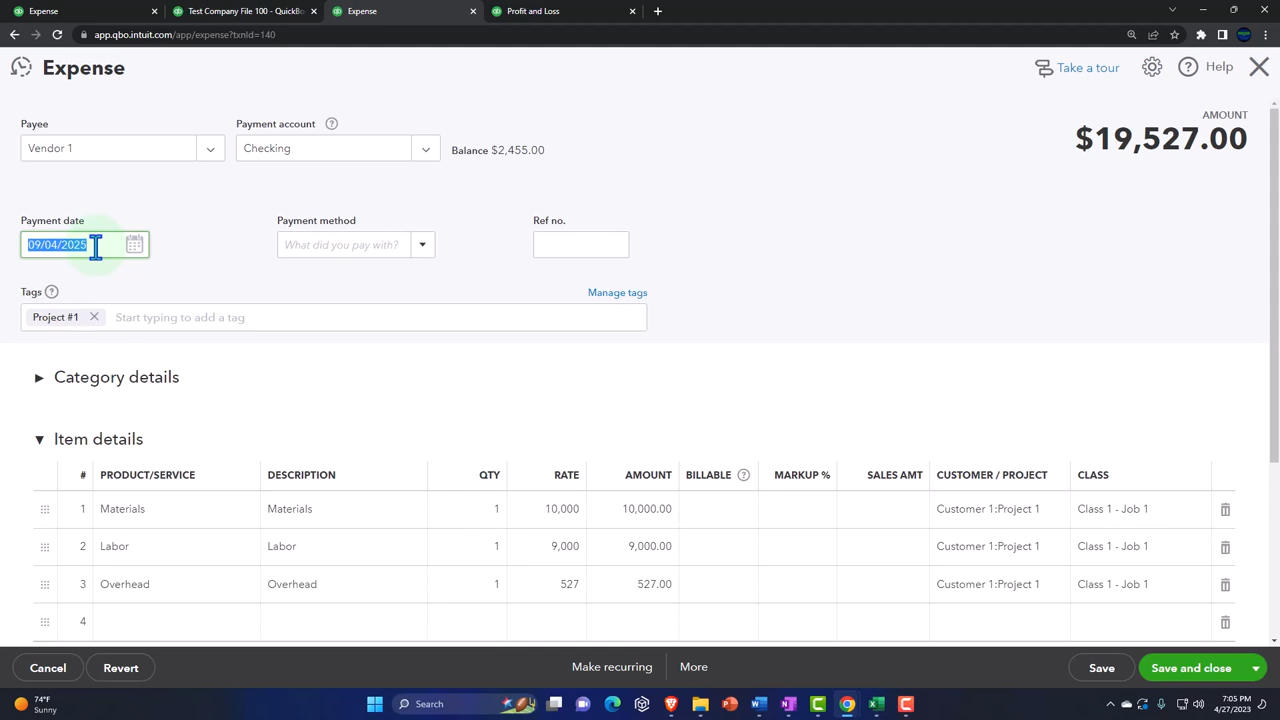 Expense
Test Company File 100 - QuickBo
Expense
Profit and Loss
app.qbo.intuit.com/app/expense?txnId=140
Expense
Take a tour
Help
Payee
Payment account
AMOUNT
Vendor 1
Checking
Balance $2,455.00
$19,527.00
Payment date
Payment method
Ref no.
09/04/2025
What did you pay with?
Tags
Manage tags
Project #1
Start typing to add a tag
Category details
Item details
# PRODUCT/SERVICE DESCRIPTION QTY RATE AMOUNT BILLABLE MARKUP % SALES AMT CUSTOMER / PROJECT CLASS
1 Materials Materials 1 10,000 10,000.00 Customer 1:Project 1 Class 1 - Job 1
2 Labor Labor 1 9,000 9,000.00 Customer 1:Project 1 Class 1 - Job 1
3 Overhead Overhead 1 527 527.00 Customer 1:Project 1 Class 1 - Job 1
4
Cancel
Revert
Make recurring
More
Save
Save and close
74°F
Sunny
Search
7:05 PM
4/27/2023